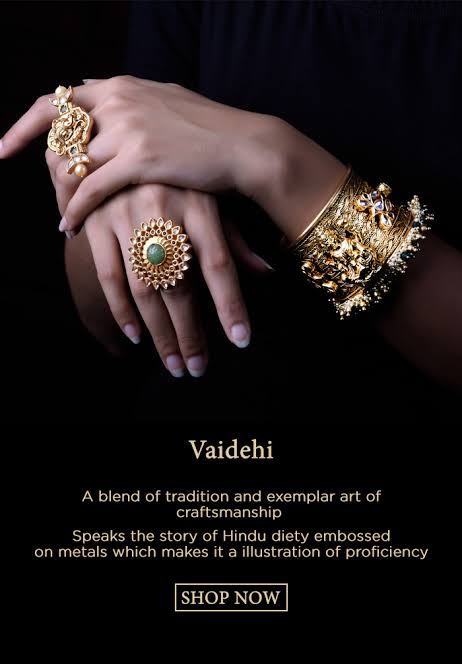 Vaidehi
A blend of tradition and exemplar art of
craftsmanship
Speaks the story of Hindu diety embossed
on metals which makes it a illustration of proficiency
SHOP NOW